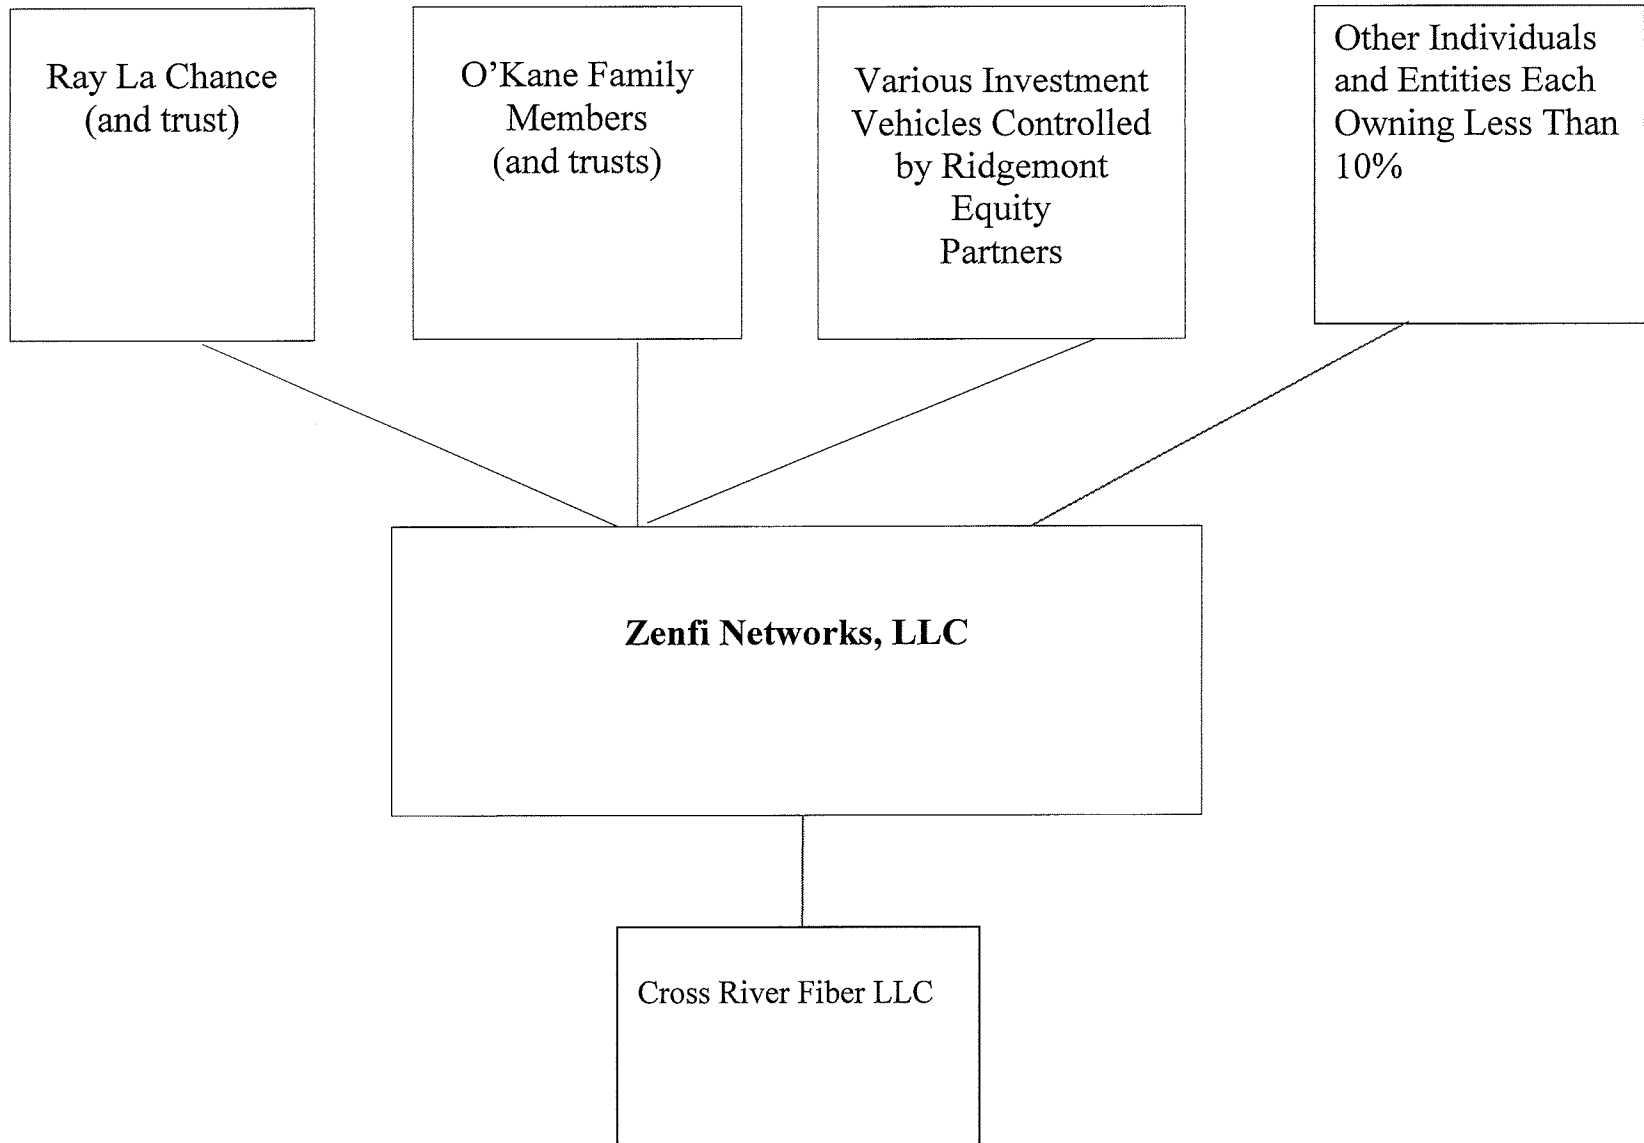 Ray La Chance
(and trust)
O’Kane Family
Members
(and trusts)
Various Investment
Vehicles Controlled
by Ridgemont
Equity
Partners
Other Individuals
and Entities Each
Owning Less Than
10%
Zenfi Networks, LLC
Cross River Fiber LLC